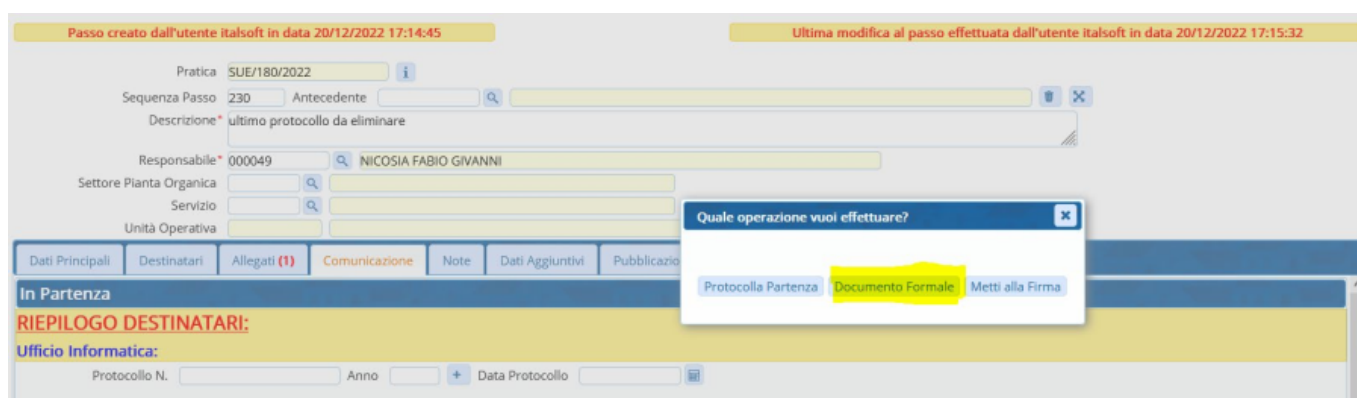 Passo creato dall'utente italsoft in data 20/12/2022 17:14:45
Ultima modifica al passo effettuata dall'utente italsoft in data 20/12/2022 17:15:32
Pratica SUE/180/2022 i
Sequenza Passo 230 Antecedente
Descrizione* ultimo protocollo da eliminare
Responsabile* 000049 NICOSIA FABIO GIVANNI
Settore Pianta Organica
Servizio
Unità Operativa
Quale operazione vuoi effettuare?
Protocolla Partenza Documento Formale Metti alla Firma
Dati Principali Destinatari Allegati (1) Comunicazione Note Dati Aggiuntivi Pubblicazio
In Partenza
RIEPILOGO DESTINATARI:
Ufficio Informatica:
Protocollo N. Anno + Data Protocollo